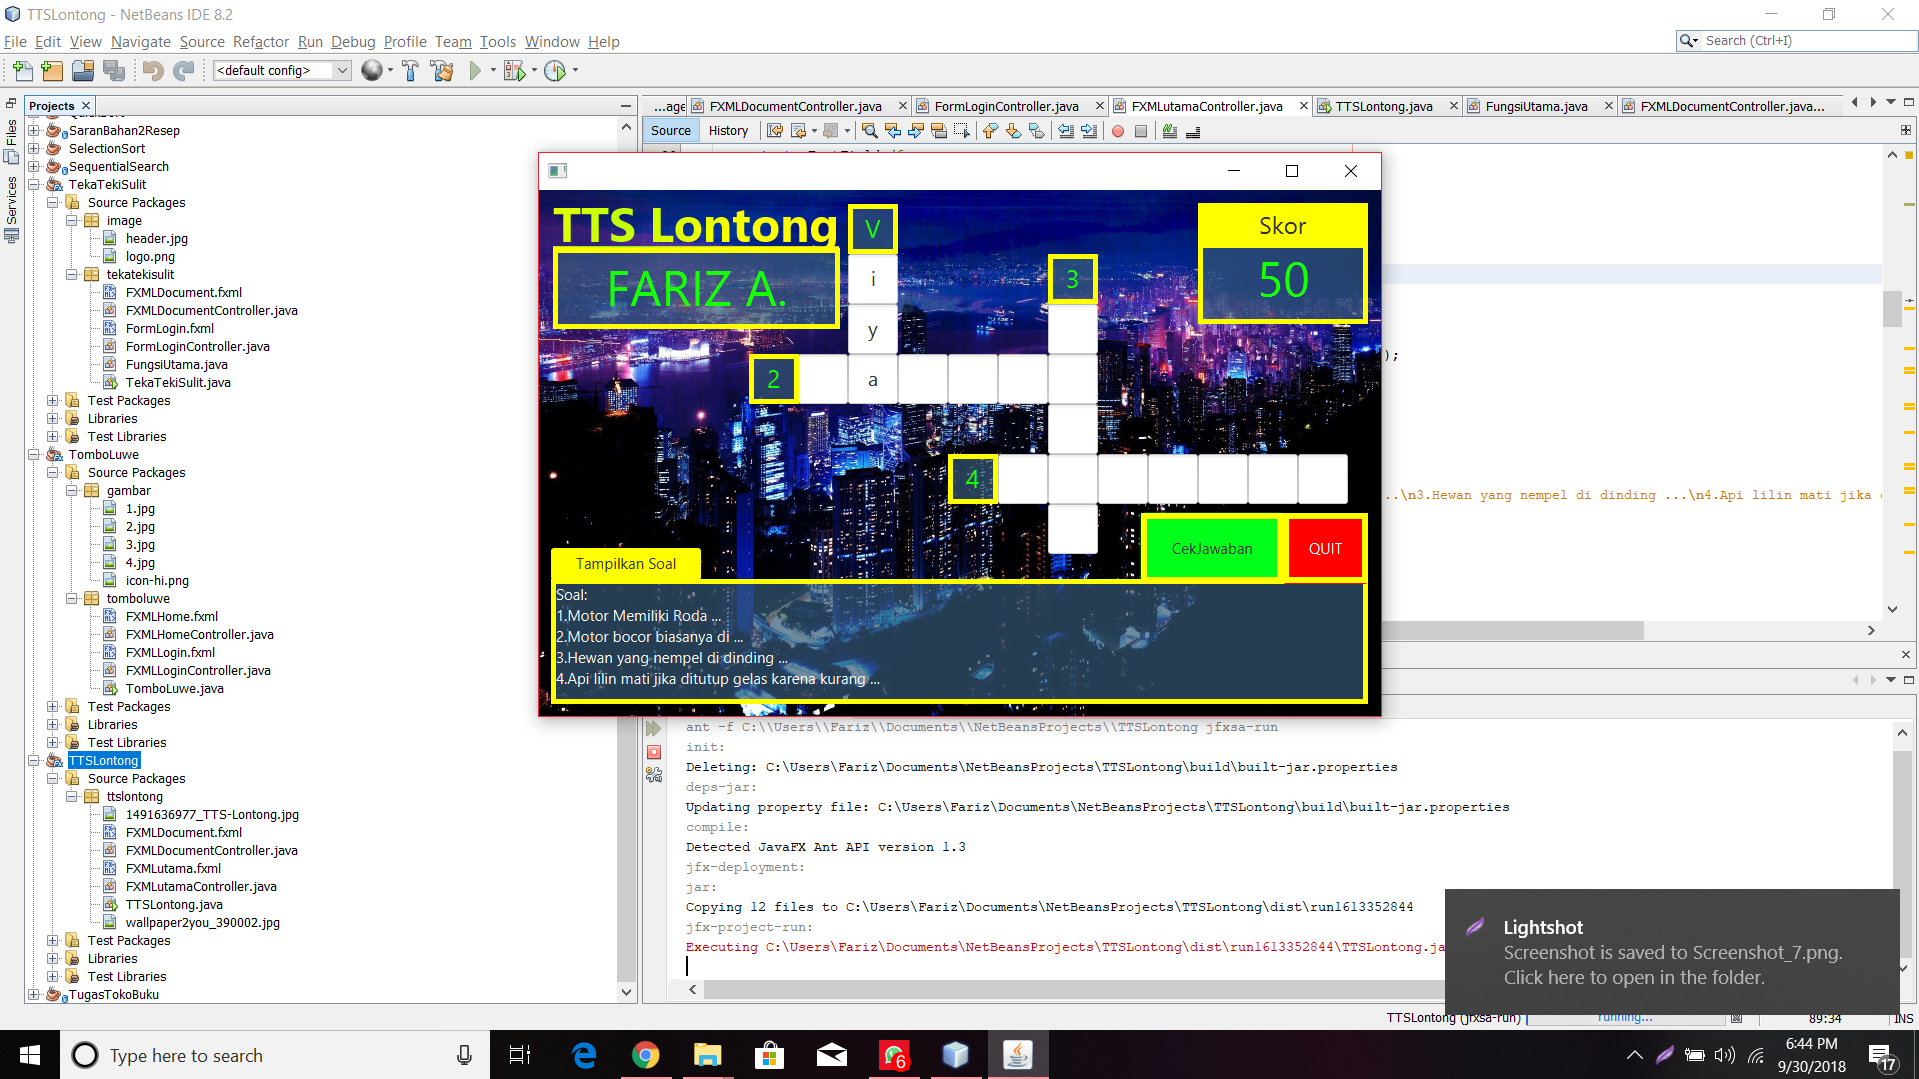 TTSLontong - NetBeans IDE 8.2
File Edit View Navigate Source Refactor Run Debug Profile Team Tools Window Help
Search (Ctrl+I)
<default config>
Files
Services
Projects
SaranBahan2Resep
SelectionSort
SequentialSearch
TekaTekiSulit
Source Packages
image
header.jpg
logo.png
tekatekisulit
FXMLDocument.fxml
FXMLDocumentController.java
FormLogin.fxml
FormLoginController.java
FungsiUtama.java
TekaTekiSulit.java
Test Packages
Libraries
Test Libraries
TomboLuwe
Source Packages
gambar
1.jpg
2.jpg
3.jpg
4.jpg
icon-hi.png
tomboluwe
FXMLHome.fxml
FXMLHomeController.java
FXMLLogin.fxml
FXMLLoginController.java
TomboLuwe.java
Test Packages
Libraries
Test Libraries
TTSLontong
Source Packages
ttslontong
1491636977_TTS-Lontong.jpg
FXMLDocument.fxml
FXMLDocumentController.java
FXMLutama.fxml
FXMLutamaController.java
TTSLontong.java
wallpaper2you_390002.jpg
Test Packages
Libraries
Test Libraries
TugasTokoBuku
...age FXMLDocumentController.java FormLoginController.java FXMLutamaController.java TTSLontong.java FungsiUtama.java FXMLDocumentController.java...
Source History
TTS Lontong
FARIZ A.
V
i
y
2 a
3
4
Skor
50
CekJawaban QUIT
Tampilkan Soal
Soal:
1.Motor Memiliki Roda ...
2.Motor bocor biasanya di ...
3.Hewan yang nempel di dinding ...
4.Api lilin mati jika ditutup gelas karena kurang ...
);
..\n3.Hewan yang nempel di dinding ...\n4.Api lilin mati jika
ant -f C:\\Users\\Fariz\\Documents\\NetBeansProjects\\TTSLontong jfxsa-run
init:
Deleting: C:\Users\Fariz\Documents\NetBeansProjects\TTSLontong\build\built-jar.properties
deps-jar:
Updating property file: C:\Users\Fariz\Documents\NetBeansProjects\TTSLontong\build\built-jar.properties
compile:
Detected JavaFX Ant API version 1.3
jfx-deployment:
jar:
Copying 12 files to C:\Users\Fariz\Documents\NetBeansProjects\TTSLontong\dist\run1613352844
jfx-project-run:
Executing C:\Users\Fariz\Documents\NetBeansProjects\TTSLontong\dist\run1613352844\TTSLontong.ja
Lightshot
Screenshot is saved to Screenshot_7.png.
Click here to open in the folder.
TTSLontong (jfxsa-run) running... 89:34 INS
Type here to search
6
6:44 PM
9/30/2018
17